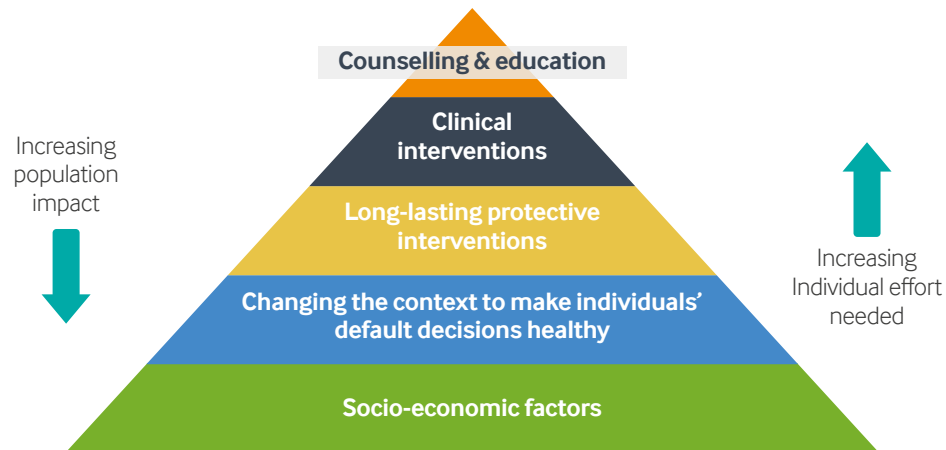 Counselling & education
Clinical
interventions
Increasing
population
impact
Long-lasting protective
interventions
Increasing
Individual effort
needed
Changing the context to make individuals’
default decisions healthy
Socio-economic factors